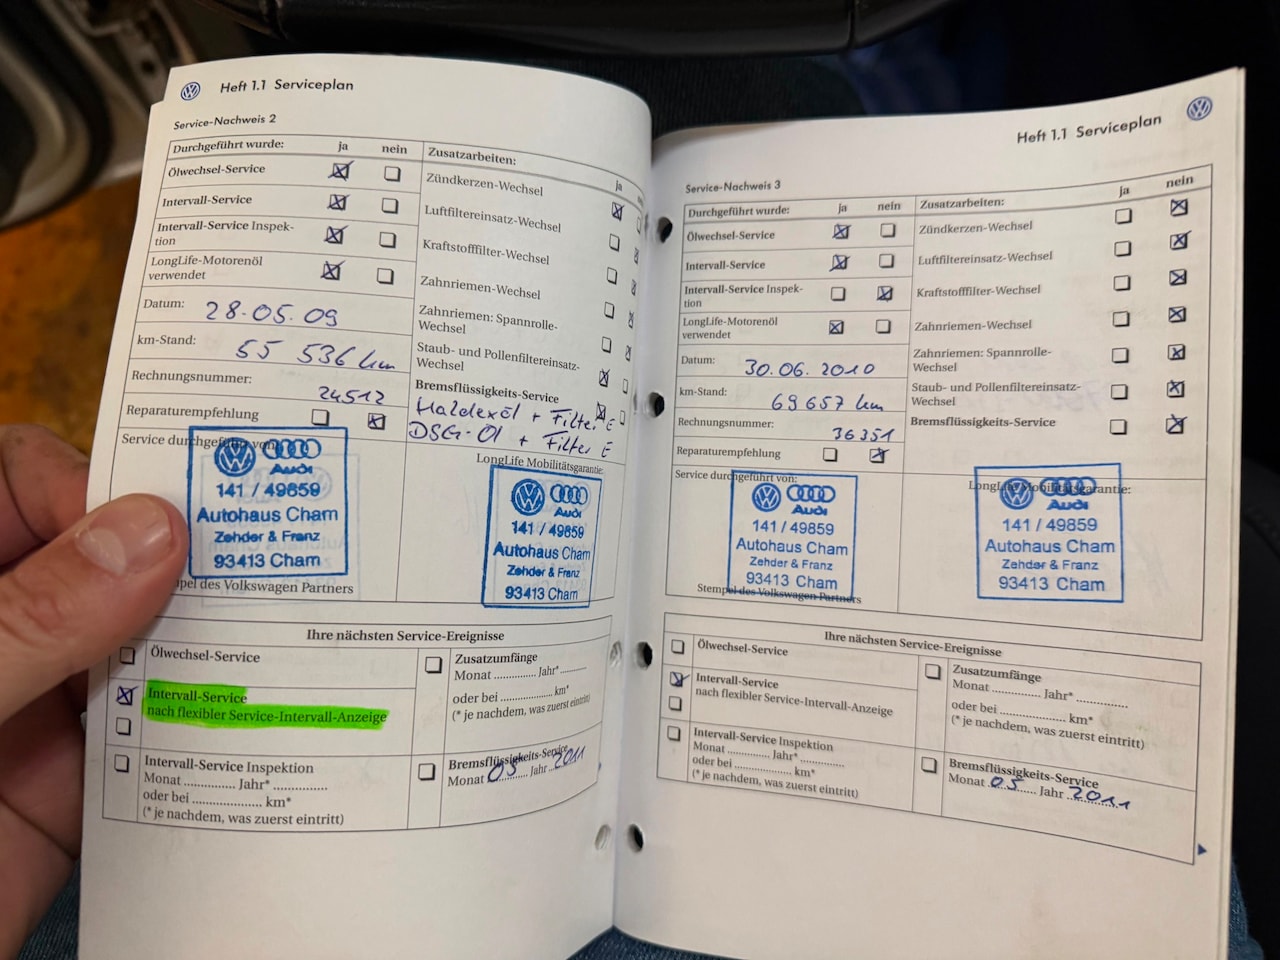 Heft 1.1 Serviceplan
Service-Nachweis 2
Durchgeführt wurde: ja nein
Ölwechsel-Service
Intervall-Service
Intervall-Service Inspek-
tion
LongLife-Motorenöl
verwendet
Datum: 28.05.09
km-Stand: 55 536 km
Rechnungsnummer: 24512
Reparaturempfehlung
Zusatzarbeiten: ja
Zündkerzen-Wechsel
Luftfiltereinsatz-Wechsel
Kraftstofffilter-Wechsel
Zahnriemen-Wechsel
Zahnriemen: Spannrolle-
Wechsel
Staub- und Pollenfiltereinsatz-
Wechsel
Bremsflüssigkeits-Service
Haldexöl + Filter E
DSG-Öl + Filter E
Service durchgeführt von:
Audi
141 / 49859
Autohaus Cham
Zehder & Franz
93413 Cham
des Volkswagen Partners
LongLife Mobilitätsgarantie:
Audi
141 / 49859
Autohaus Cham
Zehder & Franz
93413 Cham
Ihre nächsten Service-Ereignisse
Ölwechsel-Service
Intervall-Service
nach flexibler Service-Intervall-Anzeige
Intervall-Service Inspektion
Monat .............. Jahr*..............
oder bei .................... km*
(* je nachdem, was zuerst eintritt)
Zusatzumfänge
Monat .............. Jahr*..............
oder bei .................... km*
(* je nachdem, was zuerst eintritt)
Bremsflüssigkeits-Service
Monat 05 Jahr 2011
Heft 1.1 Serviceplan
Service-Nachweis 3
Durchgeführt wurde: ja nein
Ölwechsel-Service
Intervall-Service
Intervall-Service Inspek-
tion
LongLife-Motorenöl
verwendet
Datum: 30.06.2010
km-Stand: 69657 km
Rechnungsnummer: 36351
Reparaturempfehlung
Zusatzarbeiten: ja nein
Zündkerzen-Wechsel
Luftfiltereinsatz-Wechsel
Kraftstofffilter-Wechsel
Zahnriemen-Wechsel
Zahnriemen: Spannrolle-
Wechsel
Staub- und Pollenfiltereinsatz-
Wechsel
Bremsflüssigkeits-Service
Service durchgeführt von:
Audi
141 / 49859
Autohaus Cham
Zehder & Franz
93413 Cham
Stempel des Volkswagen Partners
LongLife Mobilitätsgarantie:
Audi
141 / 49859
Autohaus Cham
Zehder & Franz
93413 Cham
Ihre nächsten Service-Ereignisse
Ölwechsel-Service
Intervall-Service
nach flexibler Service-Intervall-Anzeige
Intervall-Service Inspektion
Monat .............. Jahr*..............
oder bei .................... km*
(* je nachdem, was zuerst eintritt)
Zusatzumfänge
Monat .............. Jahr*..............
oder bei .................... km*
(* je nachdem, was zuerst eintritt)
Bremsflüssigkeits-Service
Monat 05 Jahr 2011